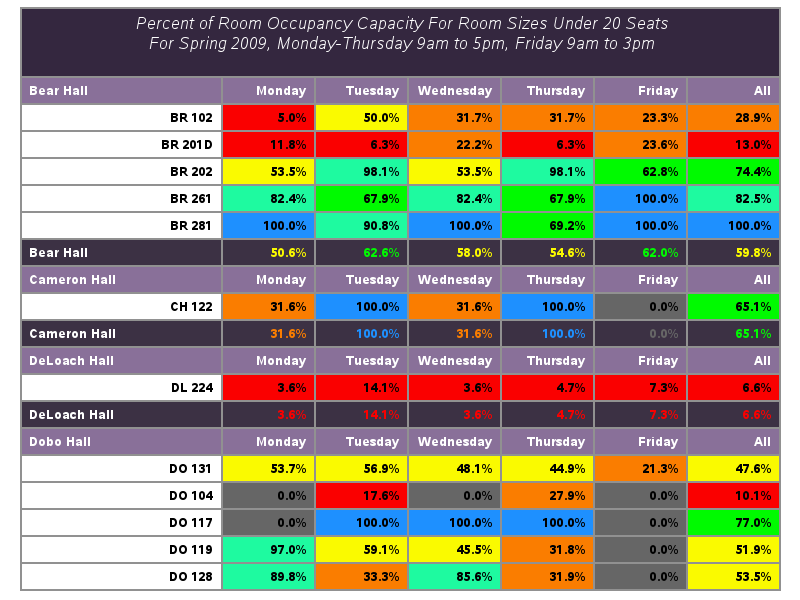 Percent of Room Occupancy Capacity For Room Sizes Under 20 Seats
For Spring 2009, Monday-Thursday 9am to 5pm, Friday 9am to 3pm
Bear Hall Monday Tuesday Wednesday Thursday Friday All
BR 102 5.0% 50.0% 31.7% 31.7% 23.3% 28.9%
BR 201D 11.8% 6.3% 22.2% 6.3% 23.6% 13.0%
BR 202 53.5% 98.1% 53.5% 98.1% 62.8% 74.4%
BR 261 82.4% 67.9% 82.4% 67.9% 100.0% 82.5%
BR 281 100.0% 90.8% 100.0% 69.2% 100.0% 100.0%
Bear Hall 50.6% 62.6% 58.0% 54.6% 62.0% 59.8%
Cameron Hall Monday Tuesday Wednesday Thursday Friday All
CH 122 31.6% 100.0% 31.6% 100.0% 0.0% 65.1%
Cameron Hall 31.6% 100.0% 31.6% 100.0% 0.0% 65.1%
DeLoach Hall Monday Tuesday Wednesday Thursday Friday All
DL 224 3.6% 14.1% 3.6% 4.7% 7.3% 6.6%
DeLoach Hall 3.6% 14.1% 3.6% 4.7% 7.3% 6.6%
Dobo Hall Monday Tuesday Wednesday Thursday Friday All
DO 131 53.7% 56.9% 48.1% 44.9% 21.3% 47.6%
DO 104 0.0% 17.6% 0.0% 27.9% 0.0% 10.1%
DO 117 0.0% 100.0% 100.0% 100.0% 0.0% 77.0%
DO 119 97.0% 59.1% 45.5% 31.8% 0.0% 51.9%
DO 128 89.8% 33.3% 85.6% 31.9% 0.0% 53.5%